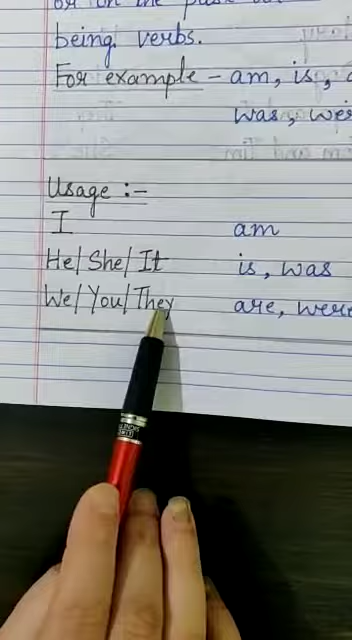 being verbs.
For example - am, is,
was, were
Usage :-
I am
He/ She/ It is, was
We/ You/ They are, were